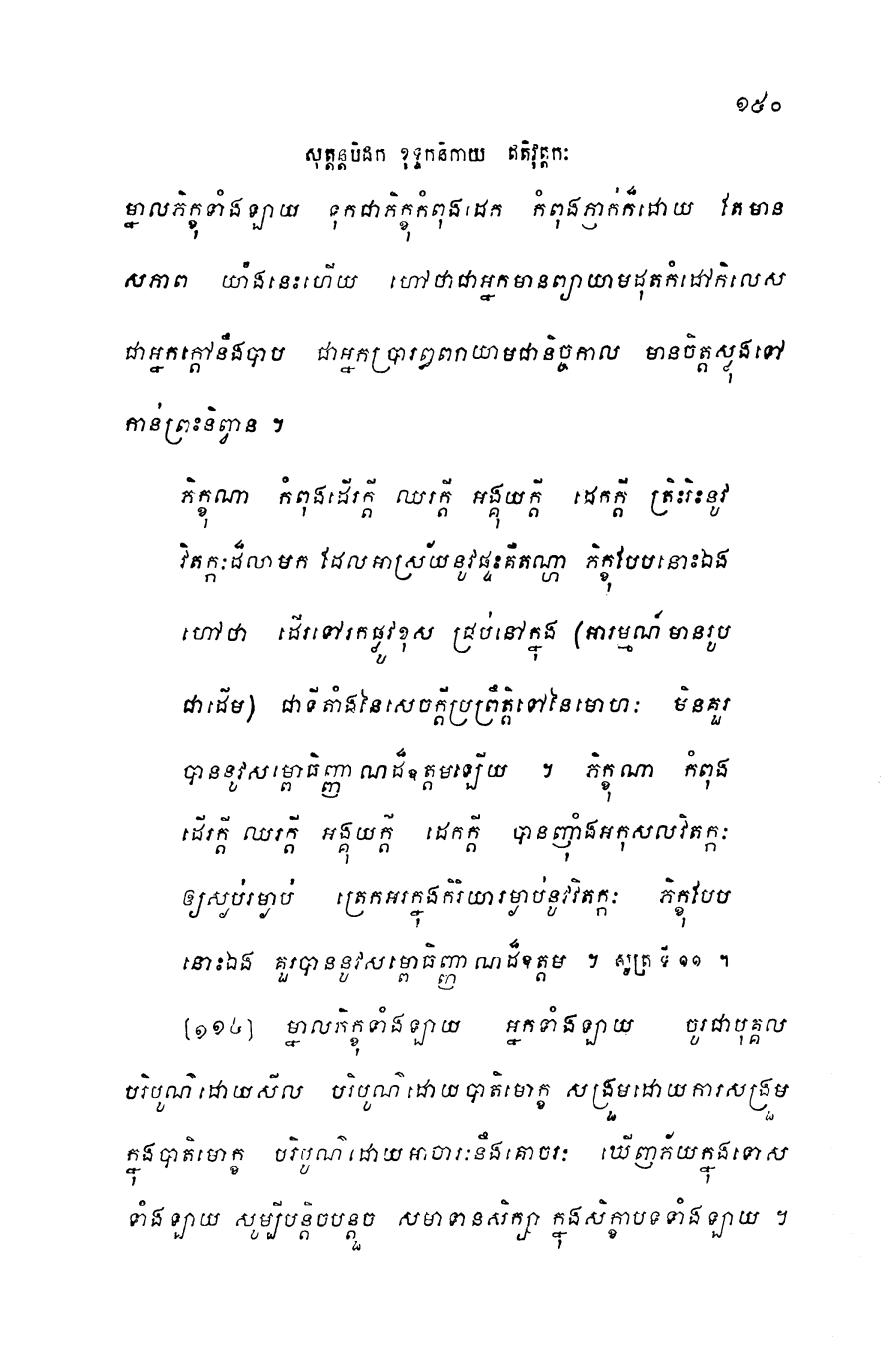 ១៥០
សុត្តន្តបិដក ខុទ្ទកនិកាយ ឥតិវុត្តកៈ
ម្នាលភិក្ខុទាំងឡាយ ទុកជាភិក្ខុកំពុងដេក កំពុងភ្ញាក់ក៏ដោយ តែមាន
សភាព យ៉ាងនេះហើយ ហៅថាជាអ្នកមានព្យាយាមដុតកំដៅកិលេស
ជាអ្នកក្តៅនឹងបាប ជាអ្នកប្រារព្ធព្យាយាមជានិច្ចកាល មានចិត្តស្លុងទៅ
កាន់ព្រះនិព្វាន ។
ភិក្ខុណា កំពុងដើរក្តី ឈរក្តី អង្គុយក្តី ដេកក្តី ត្រិះរិះនូវ
វិតក្កៈដ៏លាមក ដែលអាស្រ័យនូវផ្ទះគឺតណ្ហា ភិក្ខុបែបនោះឯង
ហៅថា ដើរទៅរកផ្លូវខុស ជ្រប់នៅក្នុង (អារម្មណ៍មានរូប
ជាដើម) ជាទីតាំងនៃសេចក្តីប្រព្រឹត្តិទៅនៃមោហៈ មិនគួរ
បាននូវសម្ពោធិញ្ញាណដ៏ឧត្តមឡើយ ។ ភិក្ខុណា កំពុង
ដើរក្តី ឈរក្តី អង្គុយក្តី ដេកក្តី បានញ៉ាំងអកុសលវិតក្កៈ
ឲ្យស្ងប់រម្ងាប់ ត្រេកអរក្នុងកិរិយារម្ងាប់នូវវិតក្កៈ ភិក្ខុបែប
នោះឯង គួរបាននូវសម្ពោធិញ្ញាណដ៏ឧត្តម ។ សូត្រ ទី ១១ ។
[១១៤] ម្នាលភិក្ខុទាំងឡាយ អ្នកទាំងឡាយ ចូរជាបុគ្គល
បរិបូណ៌ដោយសីល បរិបូណ៌ដោយបាតិមោក្ខ សង្រួមដោយការសង្រួម
ក្នុងបាតិមោក្ខ បរិបូណ៌ដោយអាចារៈនឹងគោចរៈ ឃើញភ័យក្នុងទោស
ទាំងឡាយ សូម្បីបន្តិចបន្តួច សមាទានសិក្សា ក្នុងសិក្ខាបទទាំងឡាយ ។